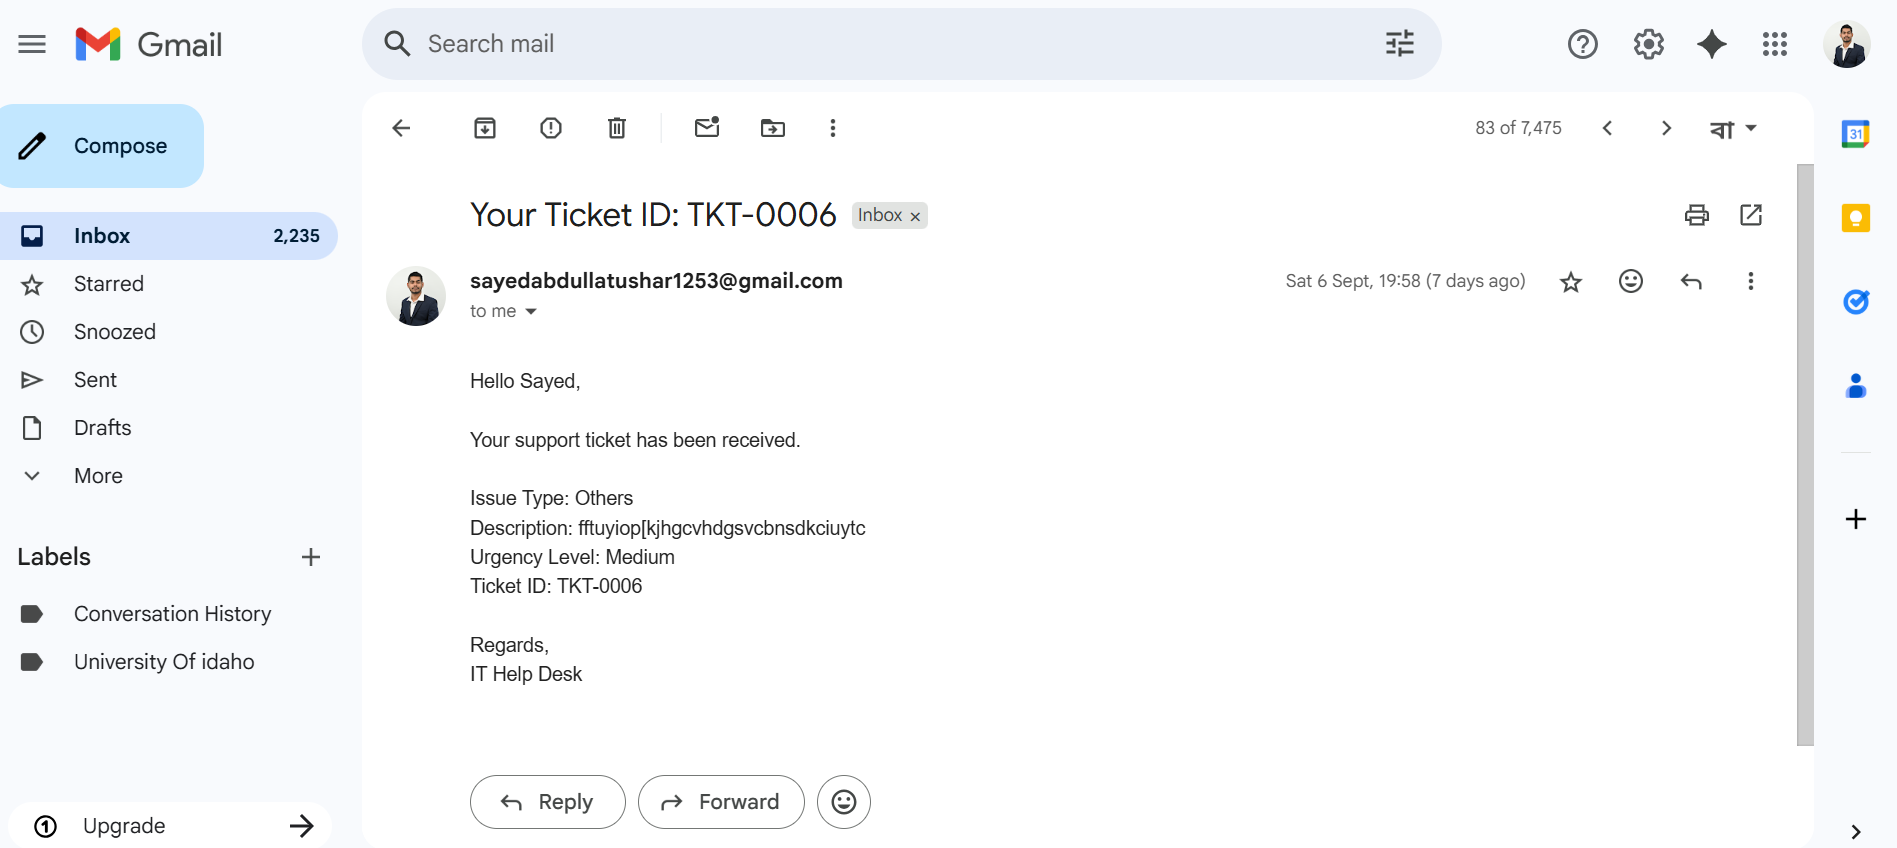 Gmail
Search mail
Compose
83 of 7,475
বা
31
Your Ticket ID: TKT-0006
Inbox ×
Inbox 2,235
Starred
Snoozed
Sent
Drafts
More
Labels
Conversation History
University Of idaho
1 Upgrade
sayedabdullatushar1253@gmail.com
Sat 6 Sept, 19:58 (7 days ago)
to me
Hello Sayed,
Your support ticket has been received.
Issue Type: Others
Description: fftuyiop[kjhgcvhdgsvcbnsdkciuytc
Urgency Level: Medium
Ticket ID: TKT-0006
Regards,
IT Help Desk
Reply
Forward